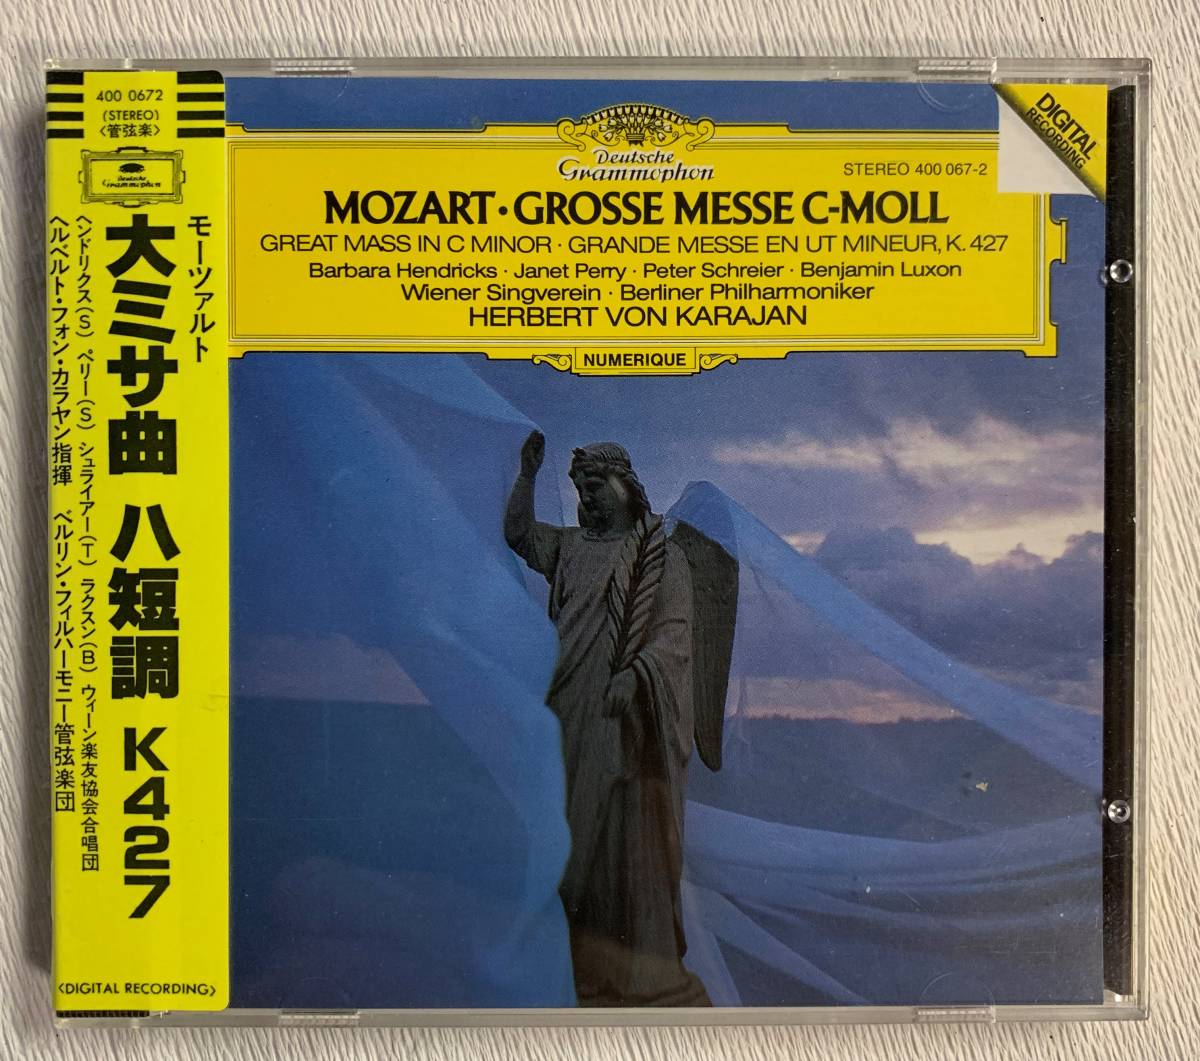 400 0672
(STEREO)
〈管弦楽〉
Deutsche
Grammophon
モーツァルト
大ミサ曲 ハ短調 K427
ヘンドリクス(S) ペリー(S) シュライアー(T) ラクスン(B) ウィーン楽友協会合唱団
ヘルベルト・フォン・カラヤン指揮 ベルリン・フィルハーモニー管弦楽団
〈DIGITAL RECORDING〉
Deutsche
Grammophon
STEREO 400 067-2
DIGITAL
RECORDING
MOZART · GROSSE MESSE C-MOLL
GREAT MASS IN C MINOR · GRANDE MESSE EN UT MINEUR, K. 427
Barbara Hendricks · Janet Perry · Peter Schreier · Benjamin Luxon
Wiener Singverein · Berliner Philharmoniker
HERBERT VON KARAJAN
NUMERIQUE